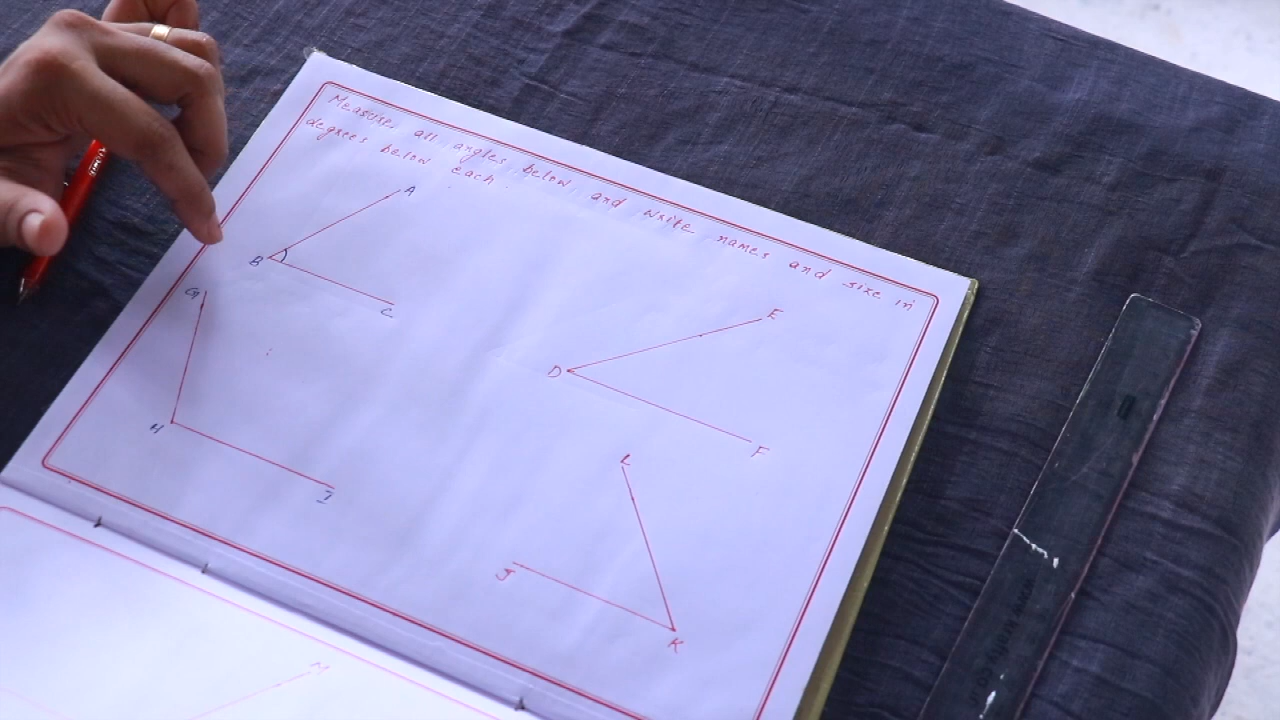 Measure all angles below and write names and size in
degrees below each.
A
B
C
G
H
I
E
D
F
L
J
K
M